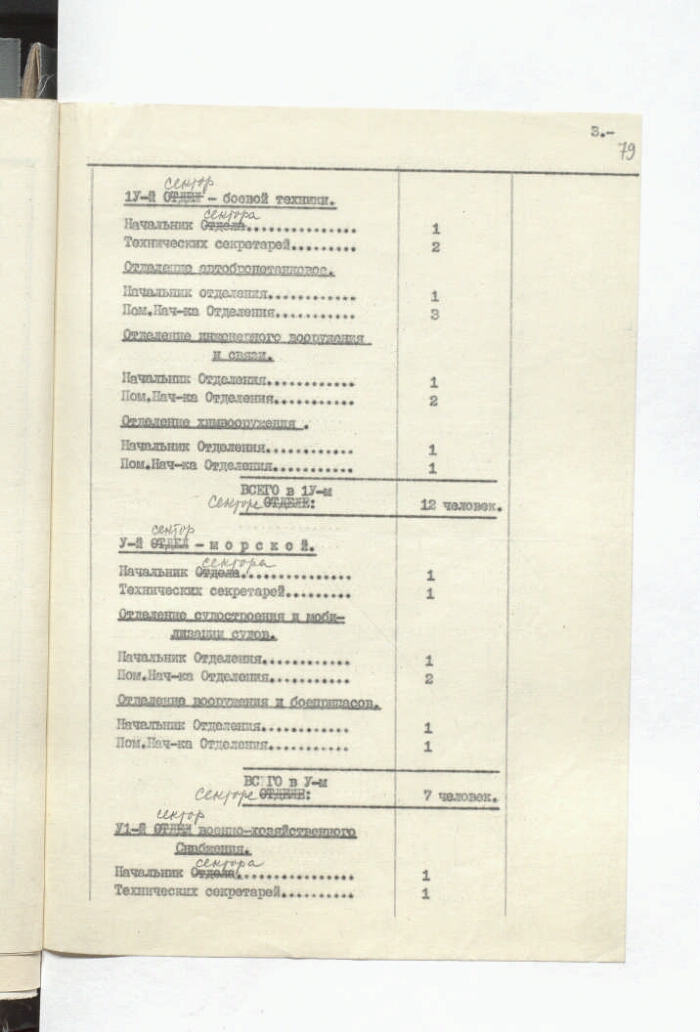 3.-
79
сектор
1У-й ОТДЕЛ - боевой техники.
сектора
Начальник Отдела................ 1
Технических секретарей......... 2
Отделение автобронетанковое.
Начальник отделения............ 1
Пом.Нач-ка Отделения........... 3
Отделение инженерного вооружения
и связи.
Начальник Отделения............ 1
Пом.Нач-ка Отделения........... 2
Отделение химвооружения .
Начальник Отделения............ 1
Пом.Нач-ка Отделения........... 1
ВСЕГО в 1У-м
Секторе ОТДЕЛЕ: 12 человек.
сектор
У-й ОТДЕЛ - м о р с к о й.
сектора
Начальник Отдела................ 1
Технических секретарей......... 1
Отделение судостроения и моби-
лизации судов.
Начальник Отделения............ 1
Пом.Нач-ка Отделения........... 2
Отделение вооружения и боеприпасов.
Начальник Отделения............ 1
Пом.Нач-ка Отделения........... 1
ВСЕГО в У-м
Секторе ОТДЕЛЕ: 7 человек.
сектор
У1-й ОТДЕЛ военно-хозяйственного
Снабжения.
сектора
Начальник Отдела................ 1
Технических секретарей.......... 1